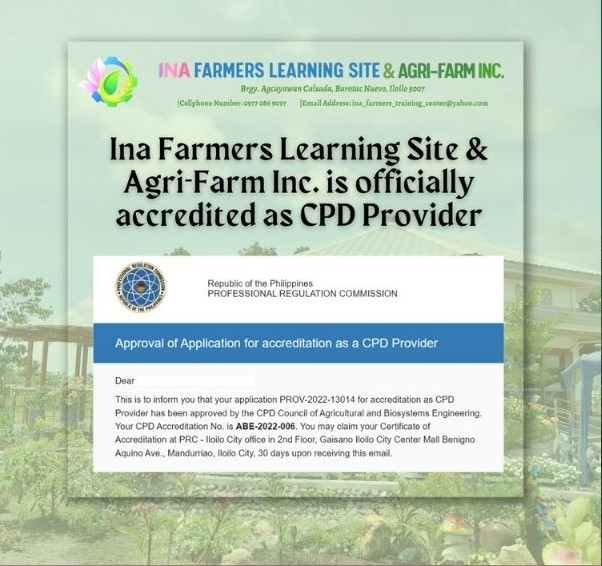 INA FARMERS LEARNING SITE & AGRI-FARM INC.
Brgy. Agcuyawan Calsada, Barotac Nuevo, Iloilo 5007
|Cellphone Number: 0977 086 9097 |Email Address: ina_farmers_training_center@yahoo.com
Ina Farmers Learning Site &
Agri-Farm Inc. is officially
accredited as CPD Provider
PROFESSIONAL REGULATION COMMISSION
Republic of the Philippines
PROFESSIONAL REGULATION COMMISSION
Approval of Application for accreditation as a CPD Provider
Dear
This is to inform you that your application PROV-2022-13014 for accreditation as CPD
Provider has been approved by the CPD Council of Agricultural and Biosystems Engineering.
Your CPD Accreditation No. is ABE-2022-006. You may claim your Certificate of
Accreditation at PRC - Iloilo City office in 2nd Floor, Gaisano Iloilo City Center Mall Benigno
Aquino Ave., Mandurriao, Iloilo City, 30 days upon receiving this email.